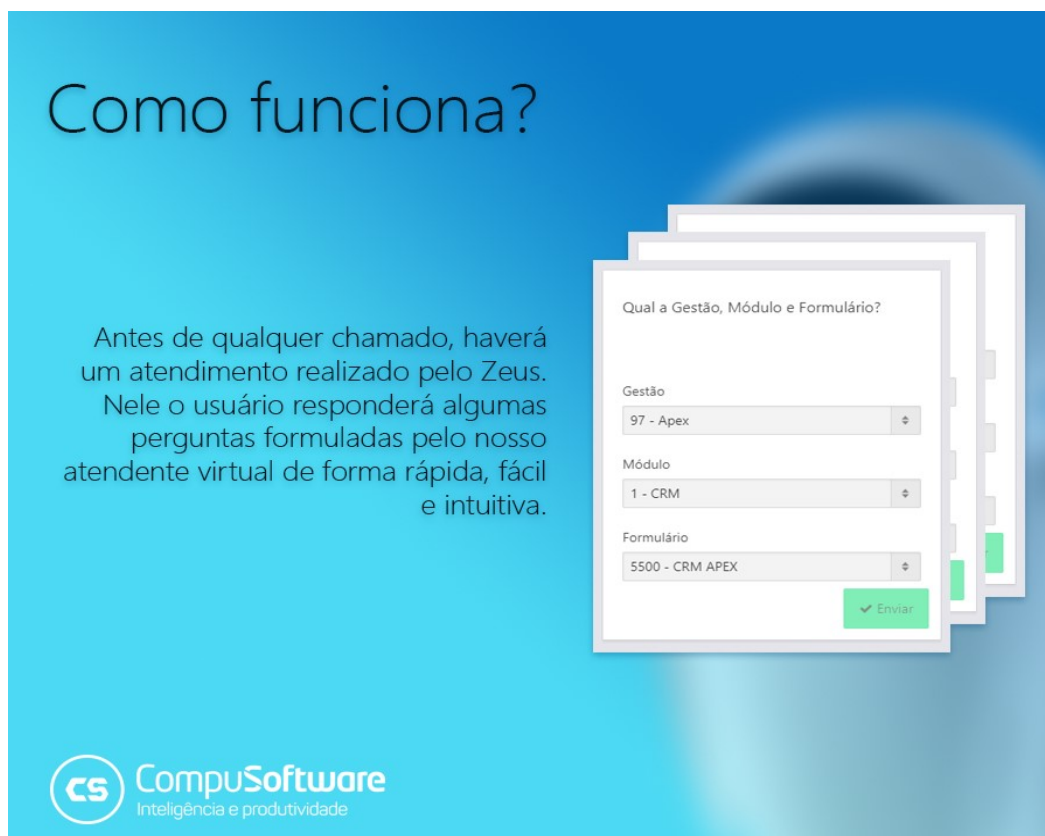 Como funciona?
Antes de qualquer chamado, haverá
um atendimento realizado pelo Zeus.
Nele o usuário responderá algumas
perguntas formuladas pelo nosso
atendente virtual de forma rápida, fácil
e intuitiva.
Qual a Gestão, Módulo e Formulário?
Gestão
97 - Apex
Módulo
1 - CRM
Formulário
5500 - CRM APEX
Enviar
CS
CompuSoftware
Inteligência e produtividade